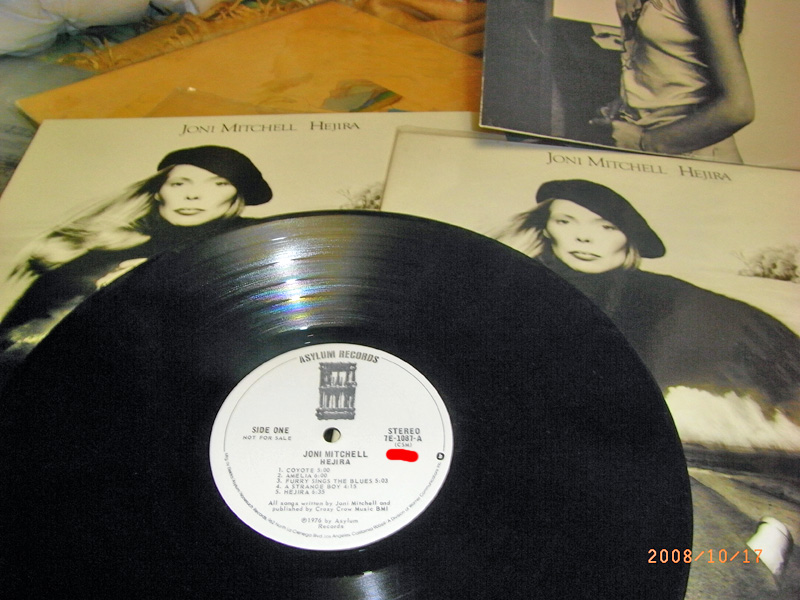 JONI MITCHELL HEJIRA
JONI MITCHELL HEJIRA
ASYLUM RECORDS
SIDE ONE
NOT FOR SALE
STEREO
7E-1087-A
(CSM)
JONI MITCHELL
HEJIRA
1. COYOTE 5:00
2. AMELIA 6:00
3. FURRY SINGS THE BLUES 5:03
4. A STRANGE BOY 4:15
5. HEJIRA 6:35
All songs written by Joni Mitchell and
published by Crazy Crow Music BMI
©1976 by Asylum
Records
2008/10/17